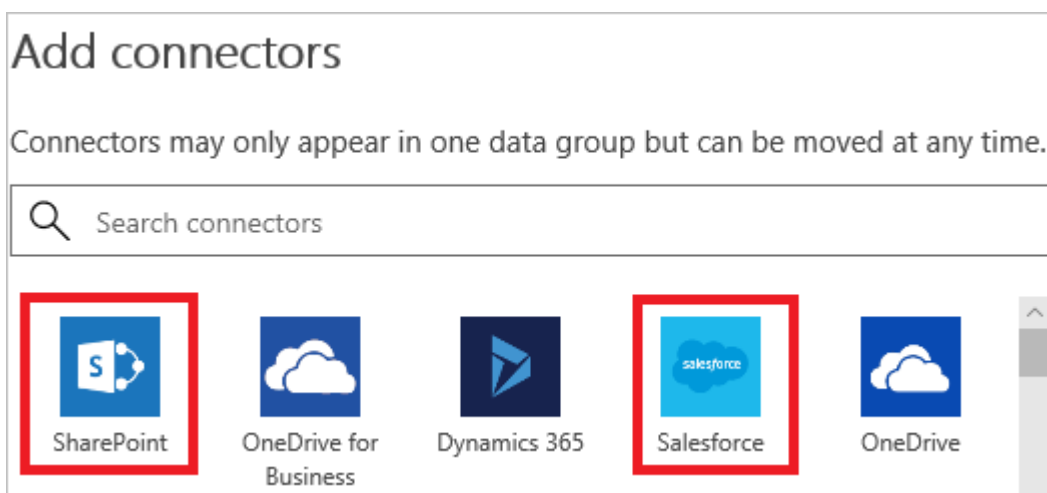 Add connectors
Connectors may only appear in one data group but can be moved at any time.
Search connectors
S
salesforce
SharePoint
OneDrive for
Business
Dynamics 365
Salesforce
OneDrive